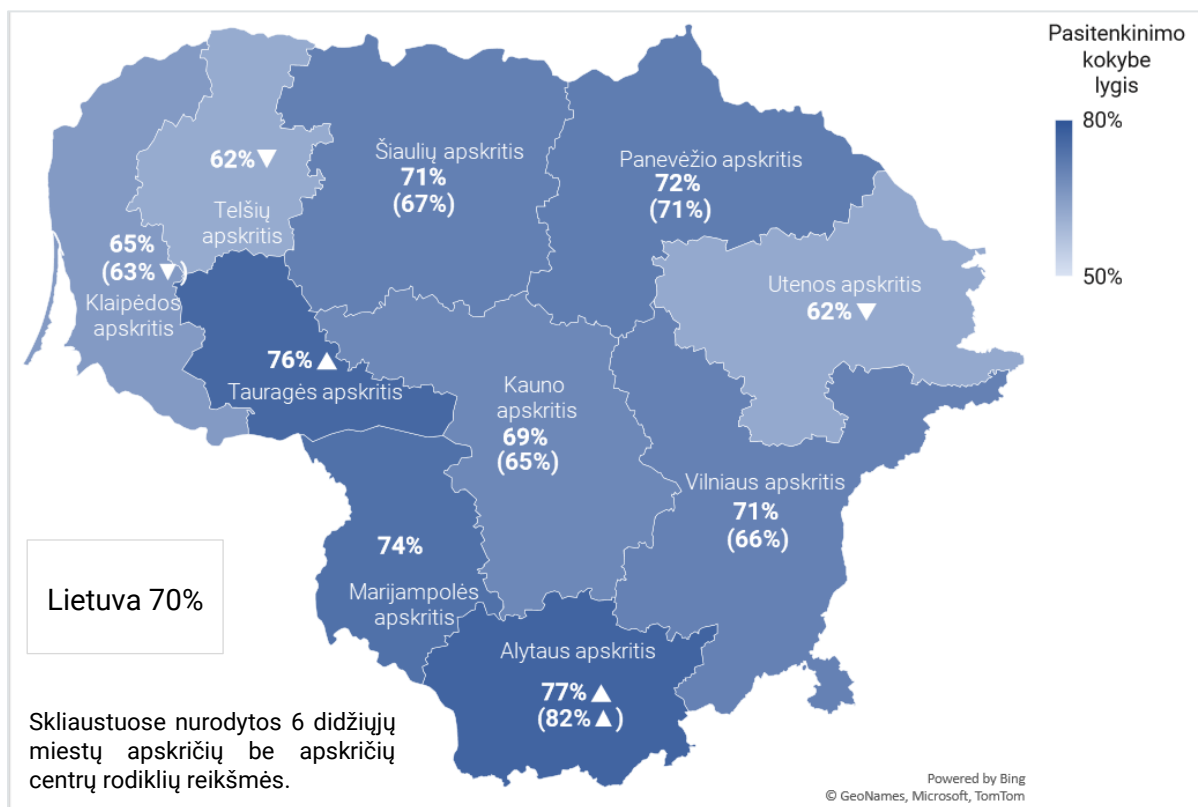 Pasitenkinimo
kokybe
lygis
80%
50%
Šiaulių apskritis
71%
(67%)
Panevėžio apskritis
72%
(71%)
62% ▼
Telšių
apskritis
65%
(63% ▼)
Klaipėdos
apskritis
Utenos apskritis
62% ▼
76% ▲
Tauragės apskritis
Kauno
apskritis
69%
(65%)
Vilniaus apskritis
71%
(66%)
74%
Marijampolės
apskritis
Lietuva 70%
Alytaus apskritis
77% ▲
(82% ▲)
Skliaustuose nurodytos 6 didžiųjų
miestų apskričių be apskričių
centrų rodiklių reikšmės.
Powered by Bing
© GeoNames, Microsoft, TomTom